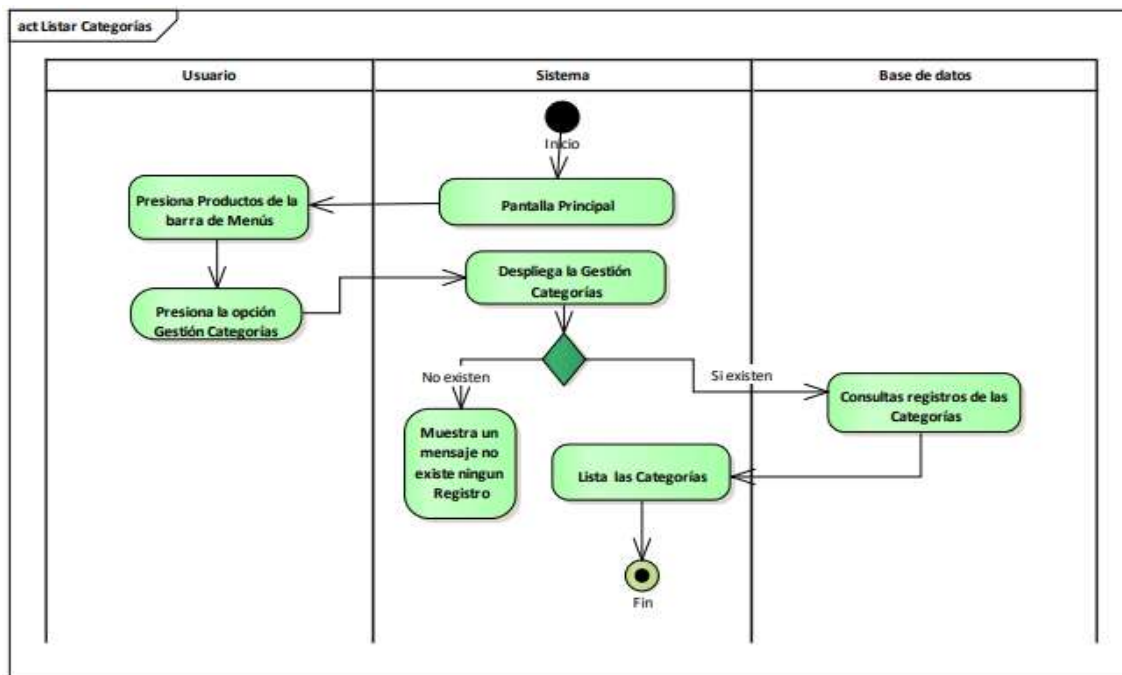 act Listar Categorías
Usuario
Sistema
Base de datos
Inicio
Pantalla Principal
Presiona Productos de la
barra de Menús
Presiona la opción
Gestión Categorías
Despliega la Gestión
Categorías
No existen
Si existen
Consultas registros de las
Categorías
Muestra un
mensaje no
existe ningun
Registro
Lista las Categorías
Fin